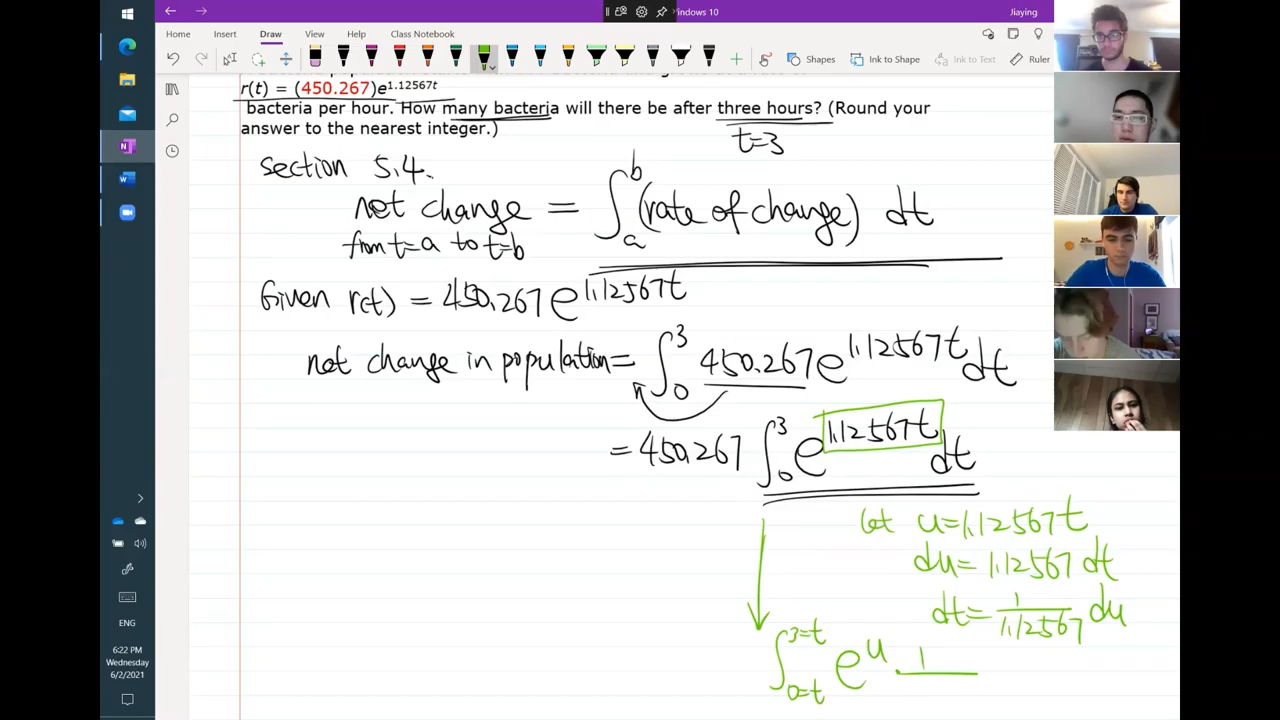 indows 10
Jiaying
Home Insert Draw View Help Class Notebook
Shapes Ink to Shape Ink to Text Ruler
r(t) = (450.267)e^1.12567t
bacteria per hour. How many bacteria will there be after three hours? (Round your
answer to the nearest integer.)
t=3
section 5.4.
net change = ∫_a^b (rate of change) dt
from t=a to t=b
Given r(t) = 450.267 e^1.12567t
net change in population = ∫_0^3 450.267 e^1.12567t dt
= 450.267 ∫_0^3 e^1.12567t dt
let u=1.12567t
du= 1.12567 dt
dt= 1/1.12567 du
∫_0=t^3=t e^u · 1
ENG
6:22 PM
Wednesday
6/2/2021